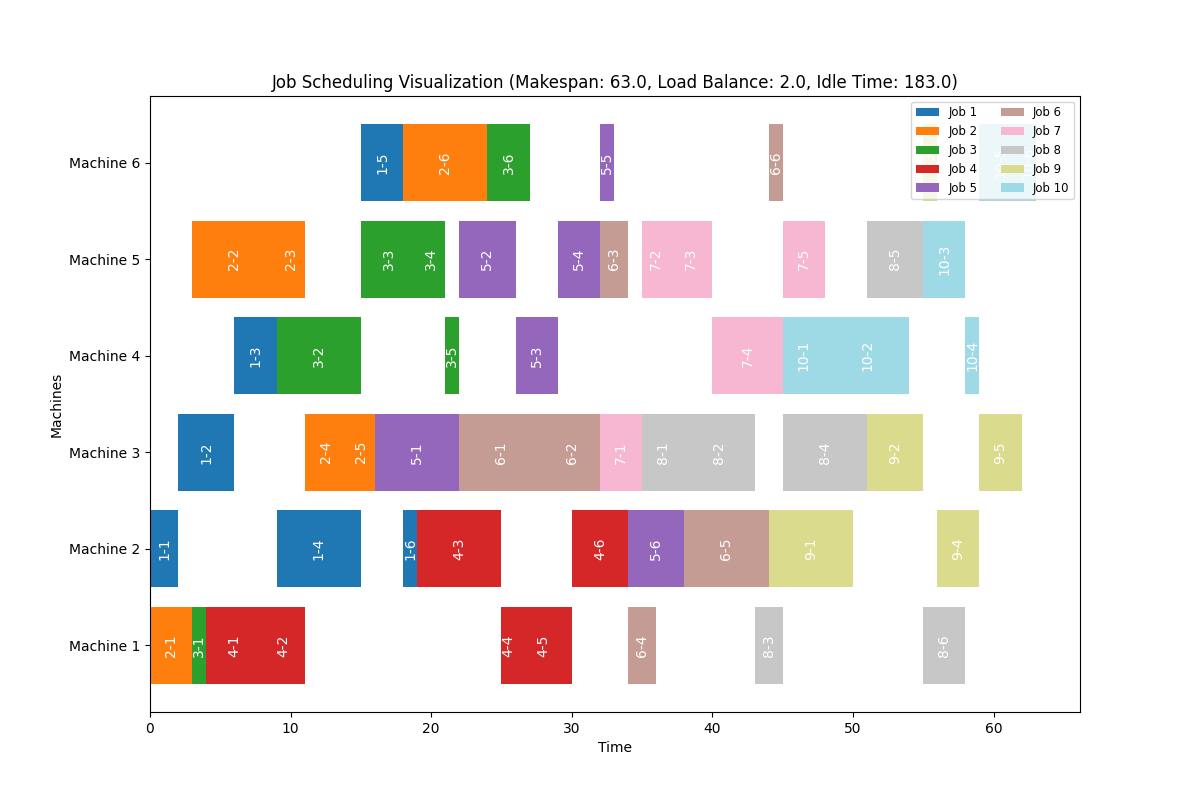 Job Scheduling Visualization (Makespan: 63.0, Load Balance: 2.0, Idle Time: 183.0)
Job 1 Job 6
Job 2 Job 7
Job 3 Job 8
Job 4 Job 9
Job 5 Job 10
Machine 6
1-5 2-6 3-6 5-5 6-6
Machine 5
2-2 2-3 3-3 3-4 5-2 5-4 6-3 7-2 7-3 7-5 8-5 10-3
Machine 4
1-3 3-2 3-5 5-3 7-4 10-1 10-2 10-4
Machine 3
1-2 2-4 2-5 5-1 6-1 6-2 7-1 8-1 8-2 8-4 9-2 9-5
Machine 2
1-1 1-4 1-6 4-3 4-6 5-6 6-5 9-1 9-4
Machine 1
2-1 3-1 4-1 4-2 4-4 4-5 6-4 8-3 8-6
Machines
0 10 20 30 40 50 60
Time